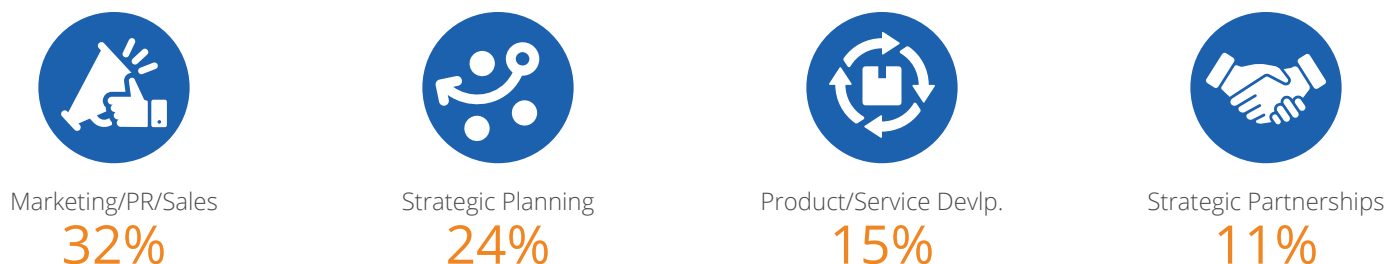 Marketing/PR/Sales
32%
Strategic Planning
24%
Product/Service Devlp.
15%
Strategic Partnerships
11%